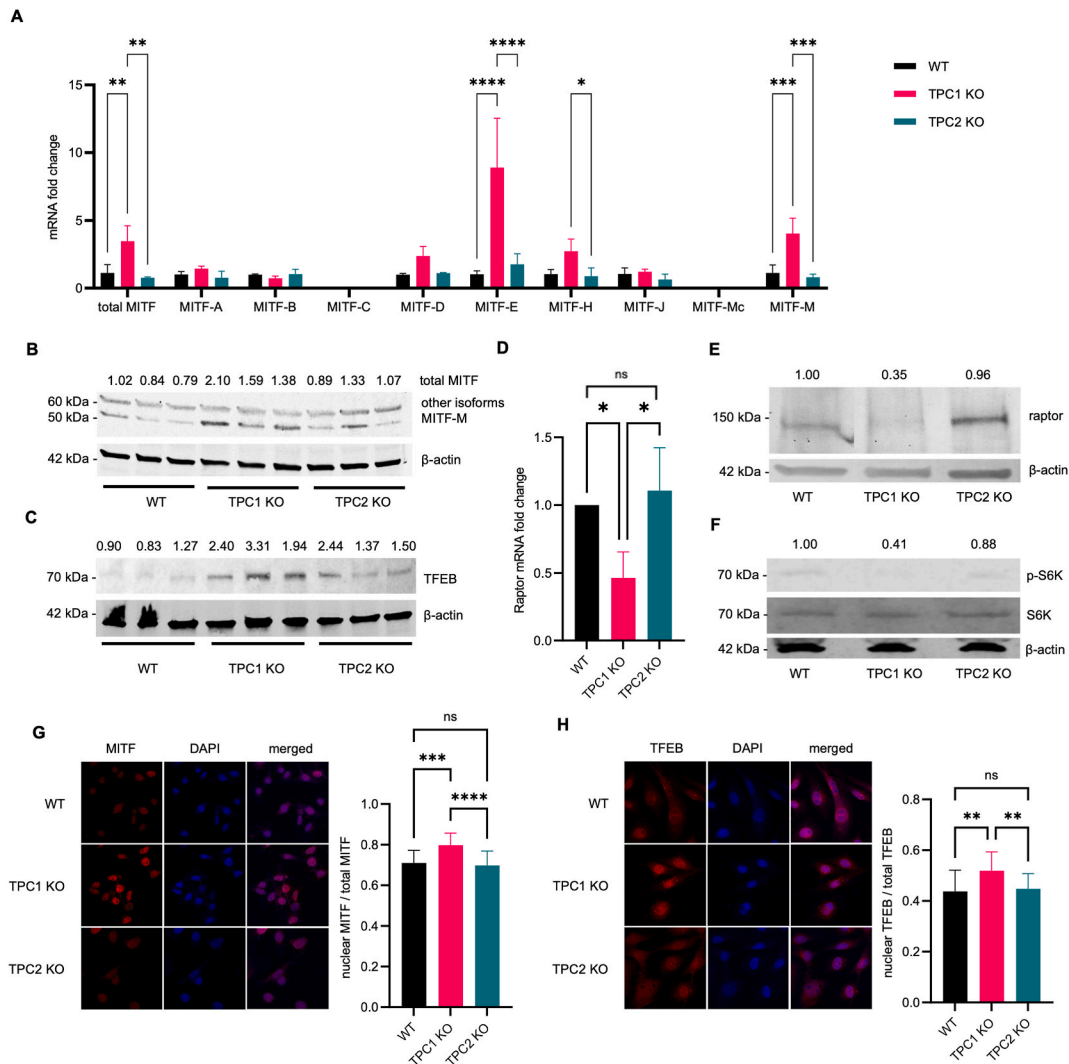 A
** ** **** **** * *** ***
WT
TPC1 KO
TPC2 KO
mRNA fold change
15
10
5
0
total MITF MITF-A MITF-B MITF-C MITF-D MITF-E MITF-H MITF-J MITF-Mc MITF-M
B
1.02 0.84 0.79 2.10 1.59 1.38 0.89 1.33 1.07 total MITF
60 kDa - other isoforms
50 kDa - MITF-M
42 kDa - β-actin
WT TPC1 KO TPC2 KO
C
0.90 0.83 1.27 2.40 3.31 1.94 2.44 1.37 1.50
70 kDa - TFEB
42 kDa - β-actin
WT TPC1 KO TPC2 KO
D
ns
* *
Raptor mRNA fold change
1.5
1.0
0.5
0.0
WT TPC1 KO TPC2 KO
E
1.00 0.35 0.96
150 kDa - raptor
42 kDa - β-actin
WT TPC1 KO TPC2 KO
F
1.00 0.41 0.88
70 kDa - p-S6K
70 kDa - S6K
42 kDa - β-actin
WT TPC1 KO TPC2 KO
G
MITF DAPI merged
WT
TPC1 KO
TPC2 KO
ns
*** ****
nuclear MITF / total MITF
1.0
0.8
0.6
0.4
0.2
0.0
WT TPC1 KO TPC2 KO
H
TFEB DAPI merged
WT
TPC1 KO
TPC2 KO
ns
** **
nuclear TFEB / total TFEB
0.8
0.6
0.4
0.2
0.0
WT TPC1 KO TPC2 KO